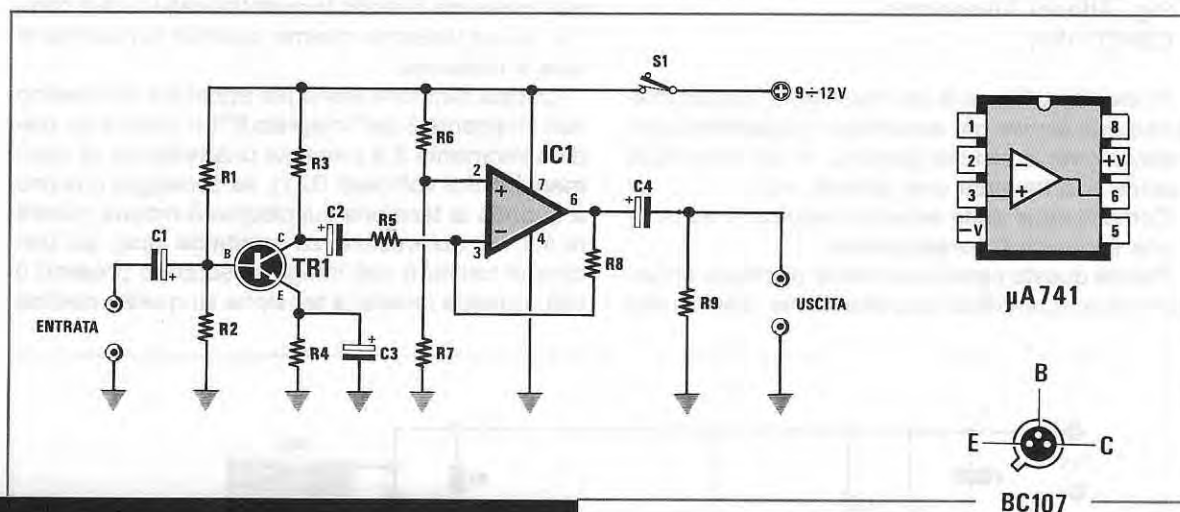 S1
9÷12V
R1
R3
R6
IC1
2
+
7
6
4
−
3
C1
+
B
C
TR1
C2
+
R5
C4
+
R8
ENTRATA
R2
R4
+
C3
R7
R9
USCITA
1
8
2
+V
3
6
−V
5
−
+
µA741
B
E
C
BC107